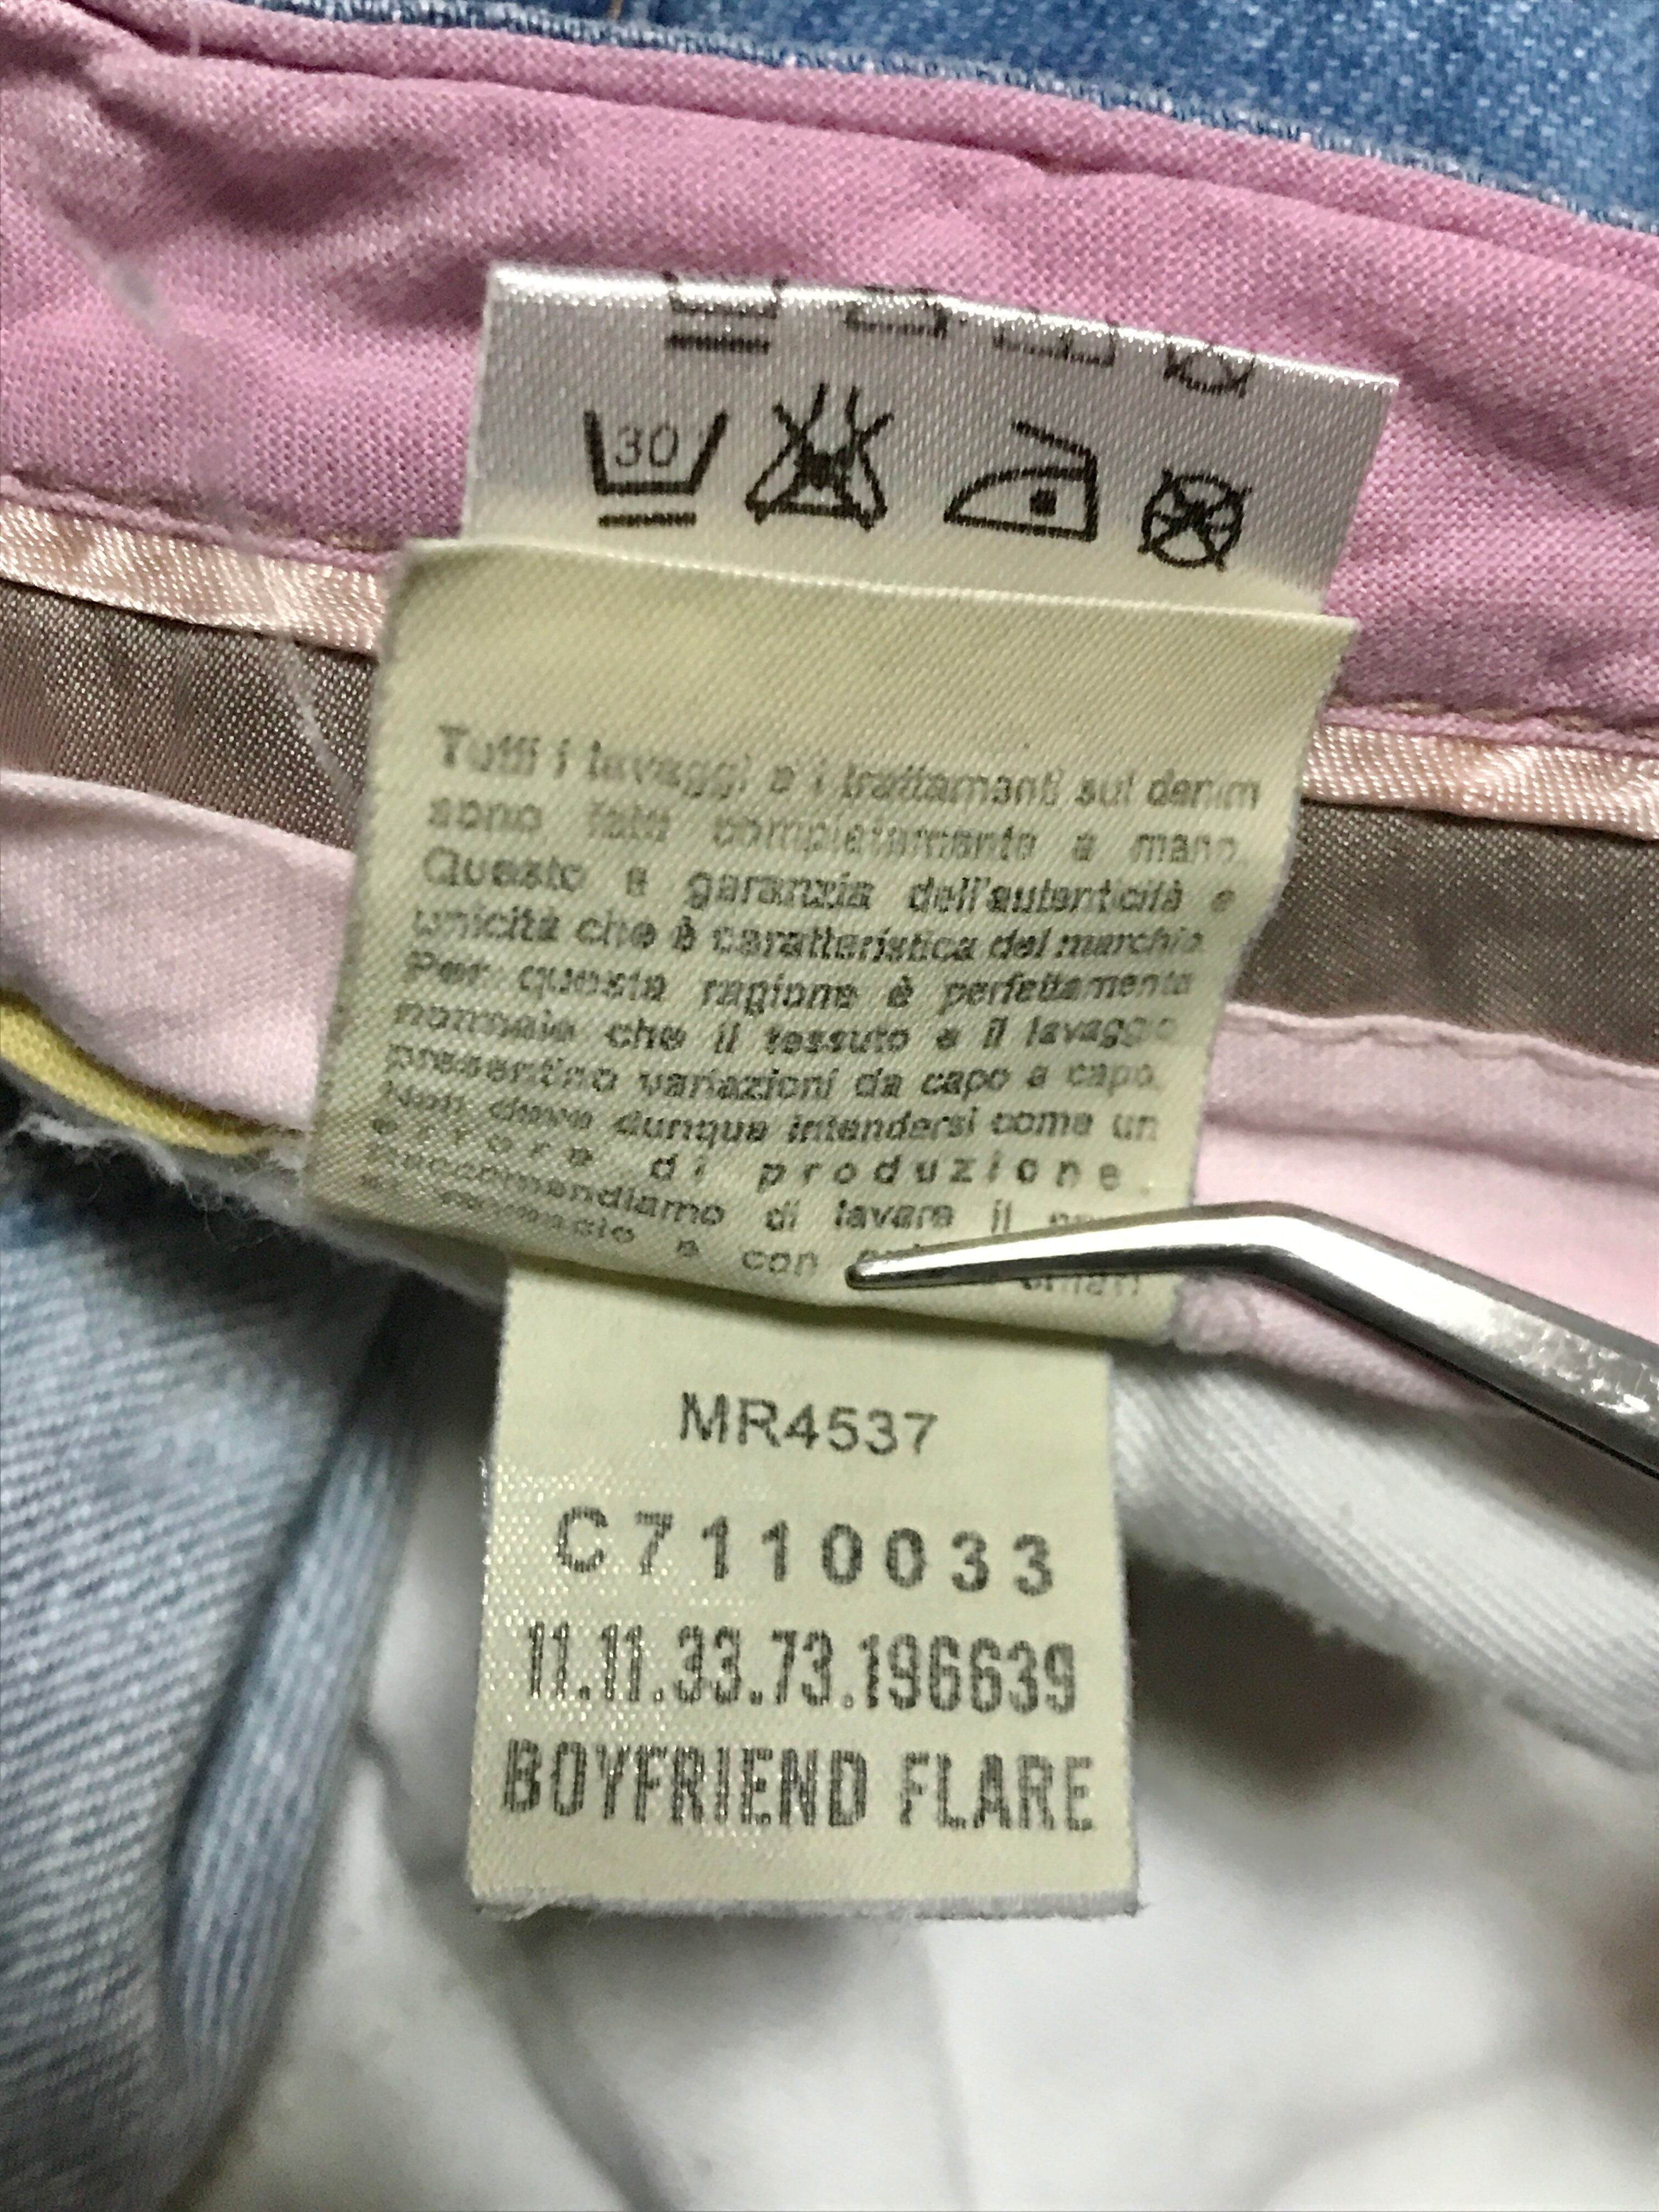 30
Tutti i lavaggi e i trattamenti sul denim
sono fatti completamente a mano.
Questo è garanzia dell'autenticità e
unicità che è caratteristica del marchio
Per questa ragione è perfettamente
normale che il tessuto e il lavaggio
presentino variazioni da capo a capo.
Non deve dunque intendersi come un
errore di produzione.
Raccomandiamo di lavare il
e con
MR4537
C7110033
11.11.33.73.196639
BOYFRIEND FLARE